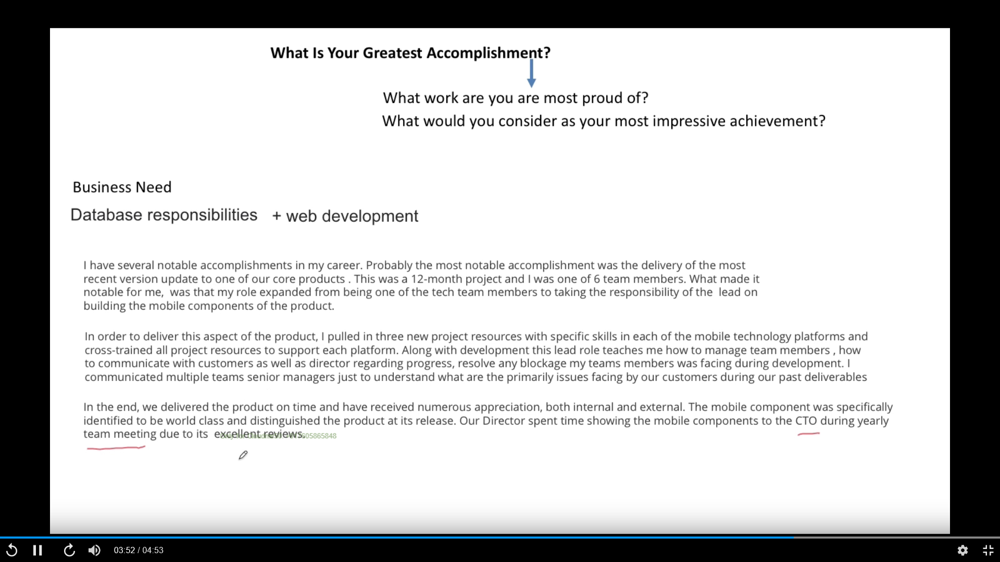 What Is Your Greatest Accomplishment?
What work are you are most proud of?
What would you consider as your most impressive achievement?
Business Need
Database responsibilities + web development
I have several notable accomplishments in my career. Probably the most notable accomplishment was the delivery of the most
recent version update to one of our core products . This was a 12-month project and I was one of 6 team members. What made it
notable for me, was that my role expanded from being one of the tech team members to taking the responsibility of the lead on
building the mobile components of the product.
In order to deliver this aspect of the product, I pulled in three new project resources with specific skills in each of the mobile technology platforms and
cross-trained all project resources to support each platform. Along with development this lead role teaches me how to manage team members , how
to communicate with customers as well as director regarding progress, resolve any blockage my teams members was facing during development. I
communicated multiple teams senior managers just to understand what are the primarily issues facing by our customers during our past deliverables
In the end, we delivered the product on time and have received numerous appreciation, both internal and external. The mobile component was specifically
identified to be world class and distinguished the product at its release. Our Director spent time showing the mobile components to the CTO during yearly
team meeting due to its excellent reviews.
03:52 / 04:53